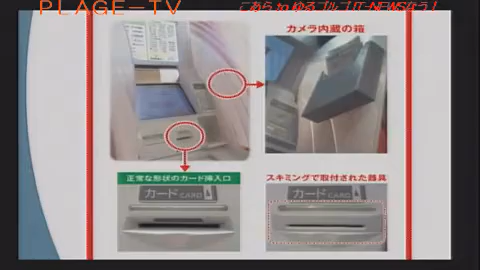 PLAGE-TV
カメラ内蔵の箱
正常な形状のカード挿入口
スキミングで取付された器具
カード CARD
カード CARD